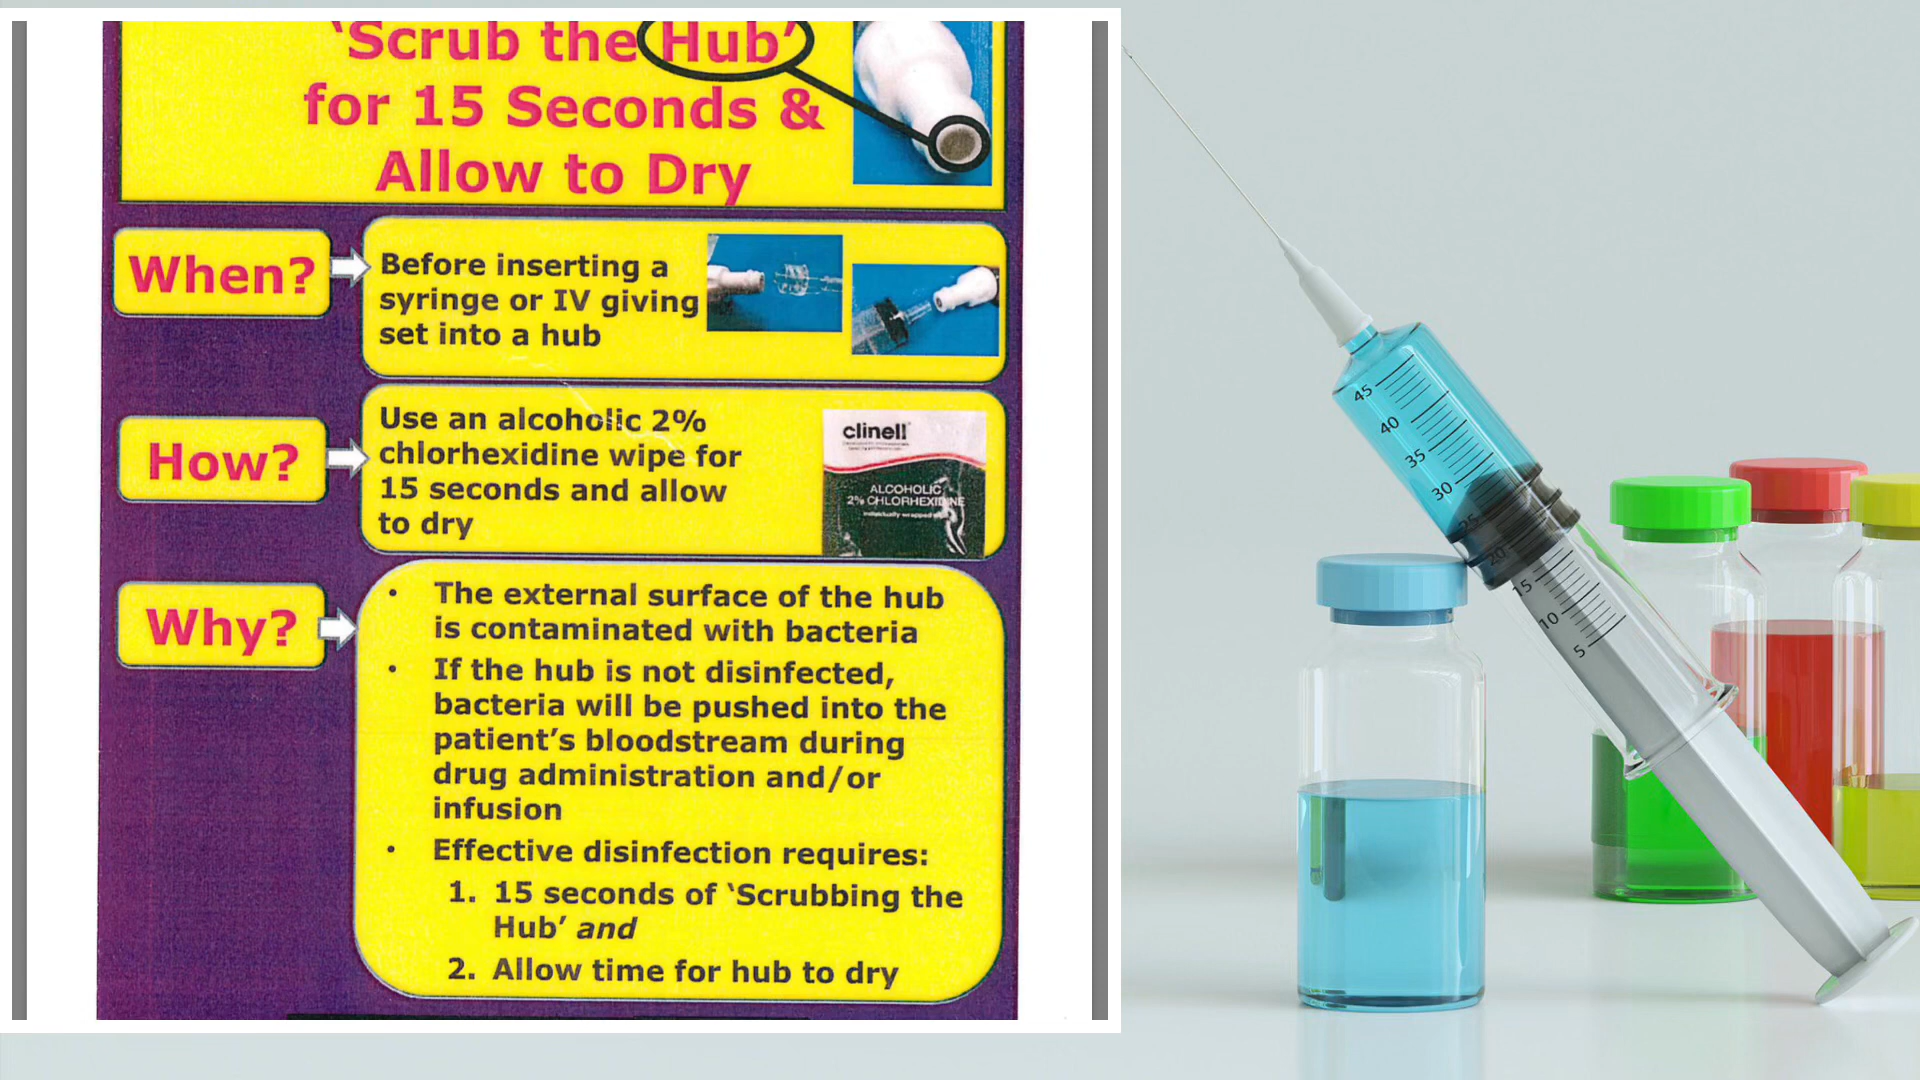 ‘Scrub the Hub’
for 15 Seconds &
Allow to Dry
When?
Before inserting a
syringe or IV giving
set into a hub
How?
Use an alcoholic 2%
chlorhexidine wipe for
15 seconds and allow
to dry
clinell
ALCOHOLIC
2% CHLORHEXIDINE
Why?
• The external surface of the hub
is contaminated with bacteria
• If the hub is not disinfected,
bacteria will be pushed into the
patient’s bloodstream during
drug administration and/or
infusion
• Effective disinfection requires:
1. 15 seconds of ‘Scrubbing the
Hub’ and
2. Allow time for hub to dry
45
40
35
30
25
20
15
10
5